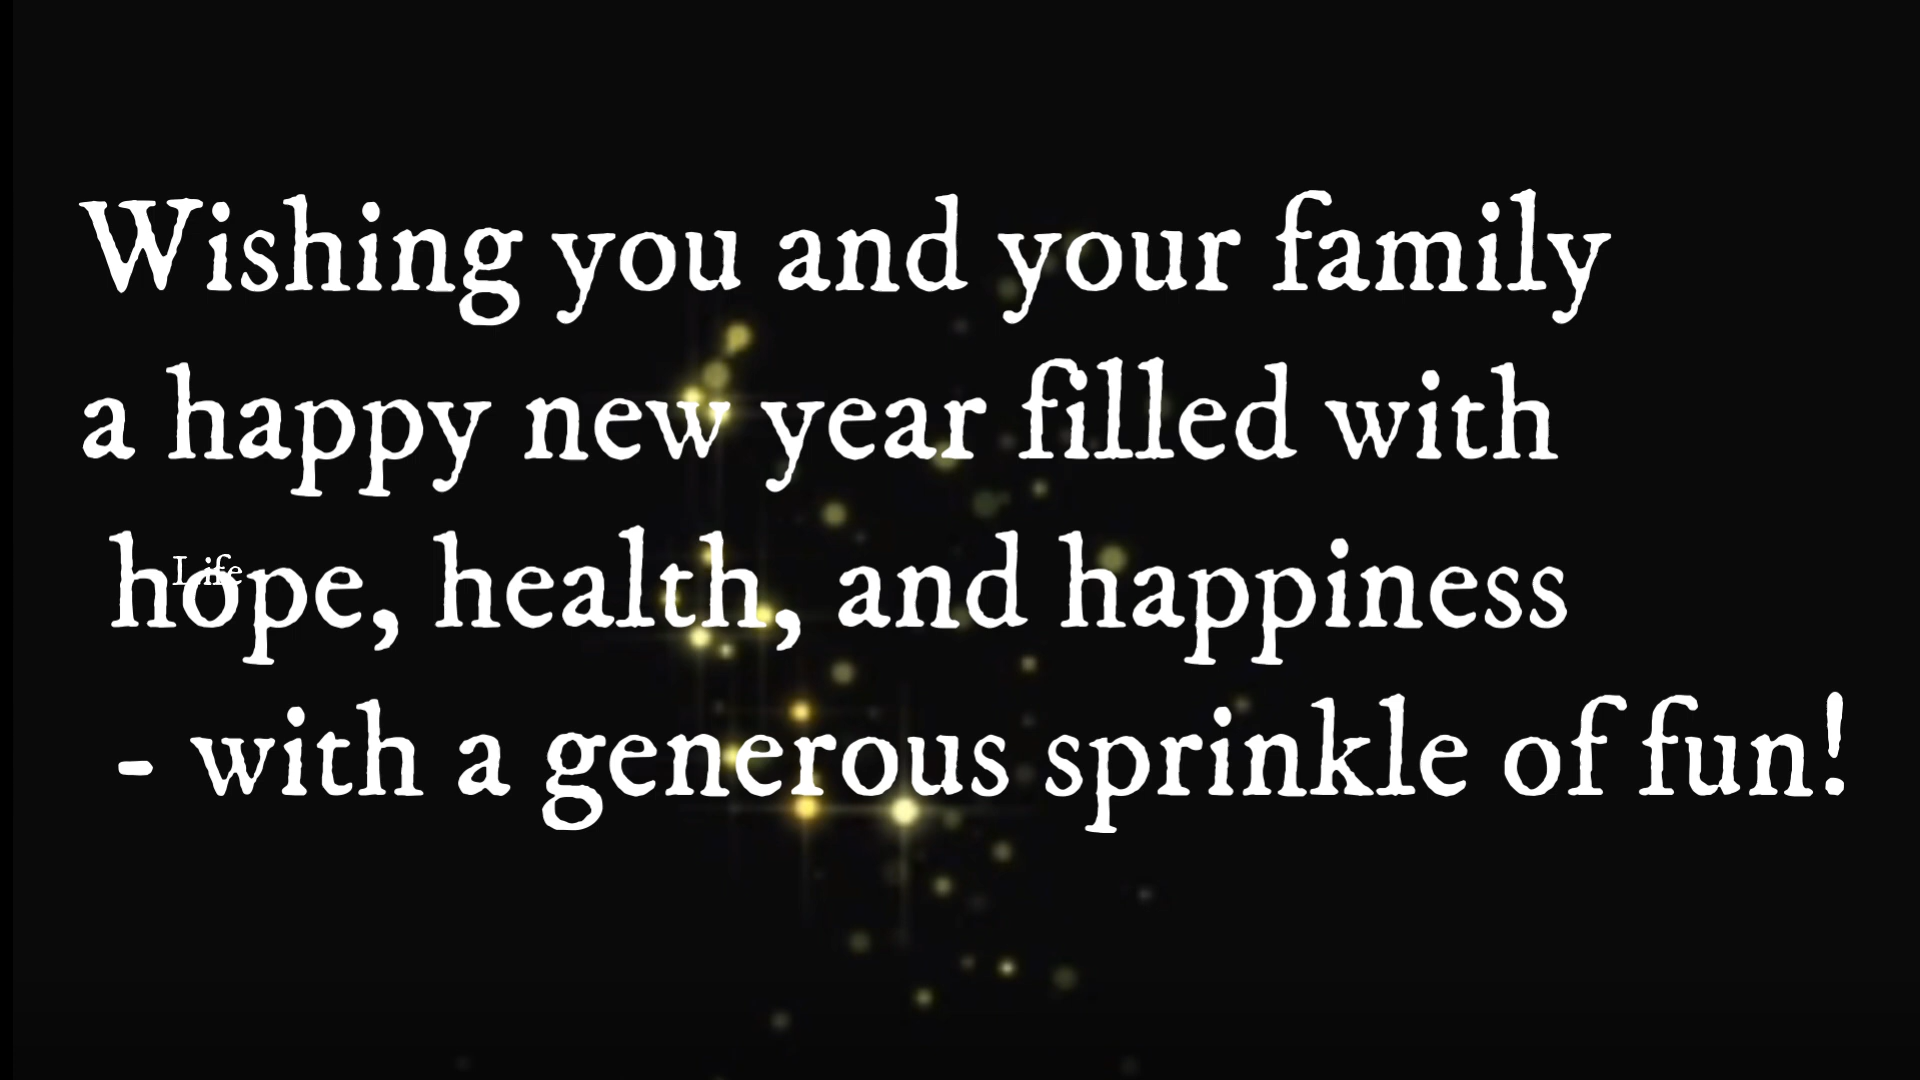 Wishing you and your family
a happy new year filled with
hope, health, and happiness
Life
- with a generous sprinkle of fun!